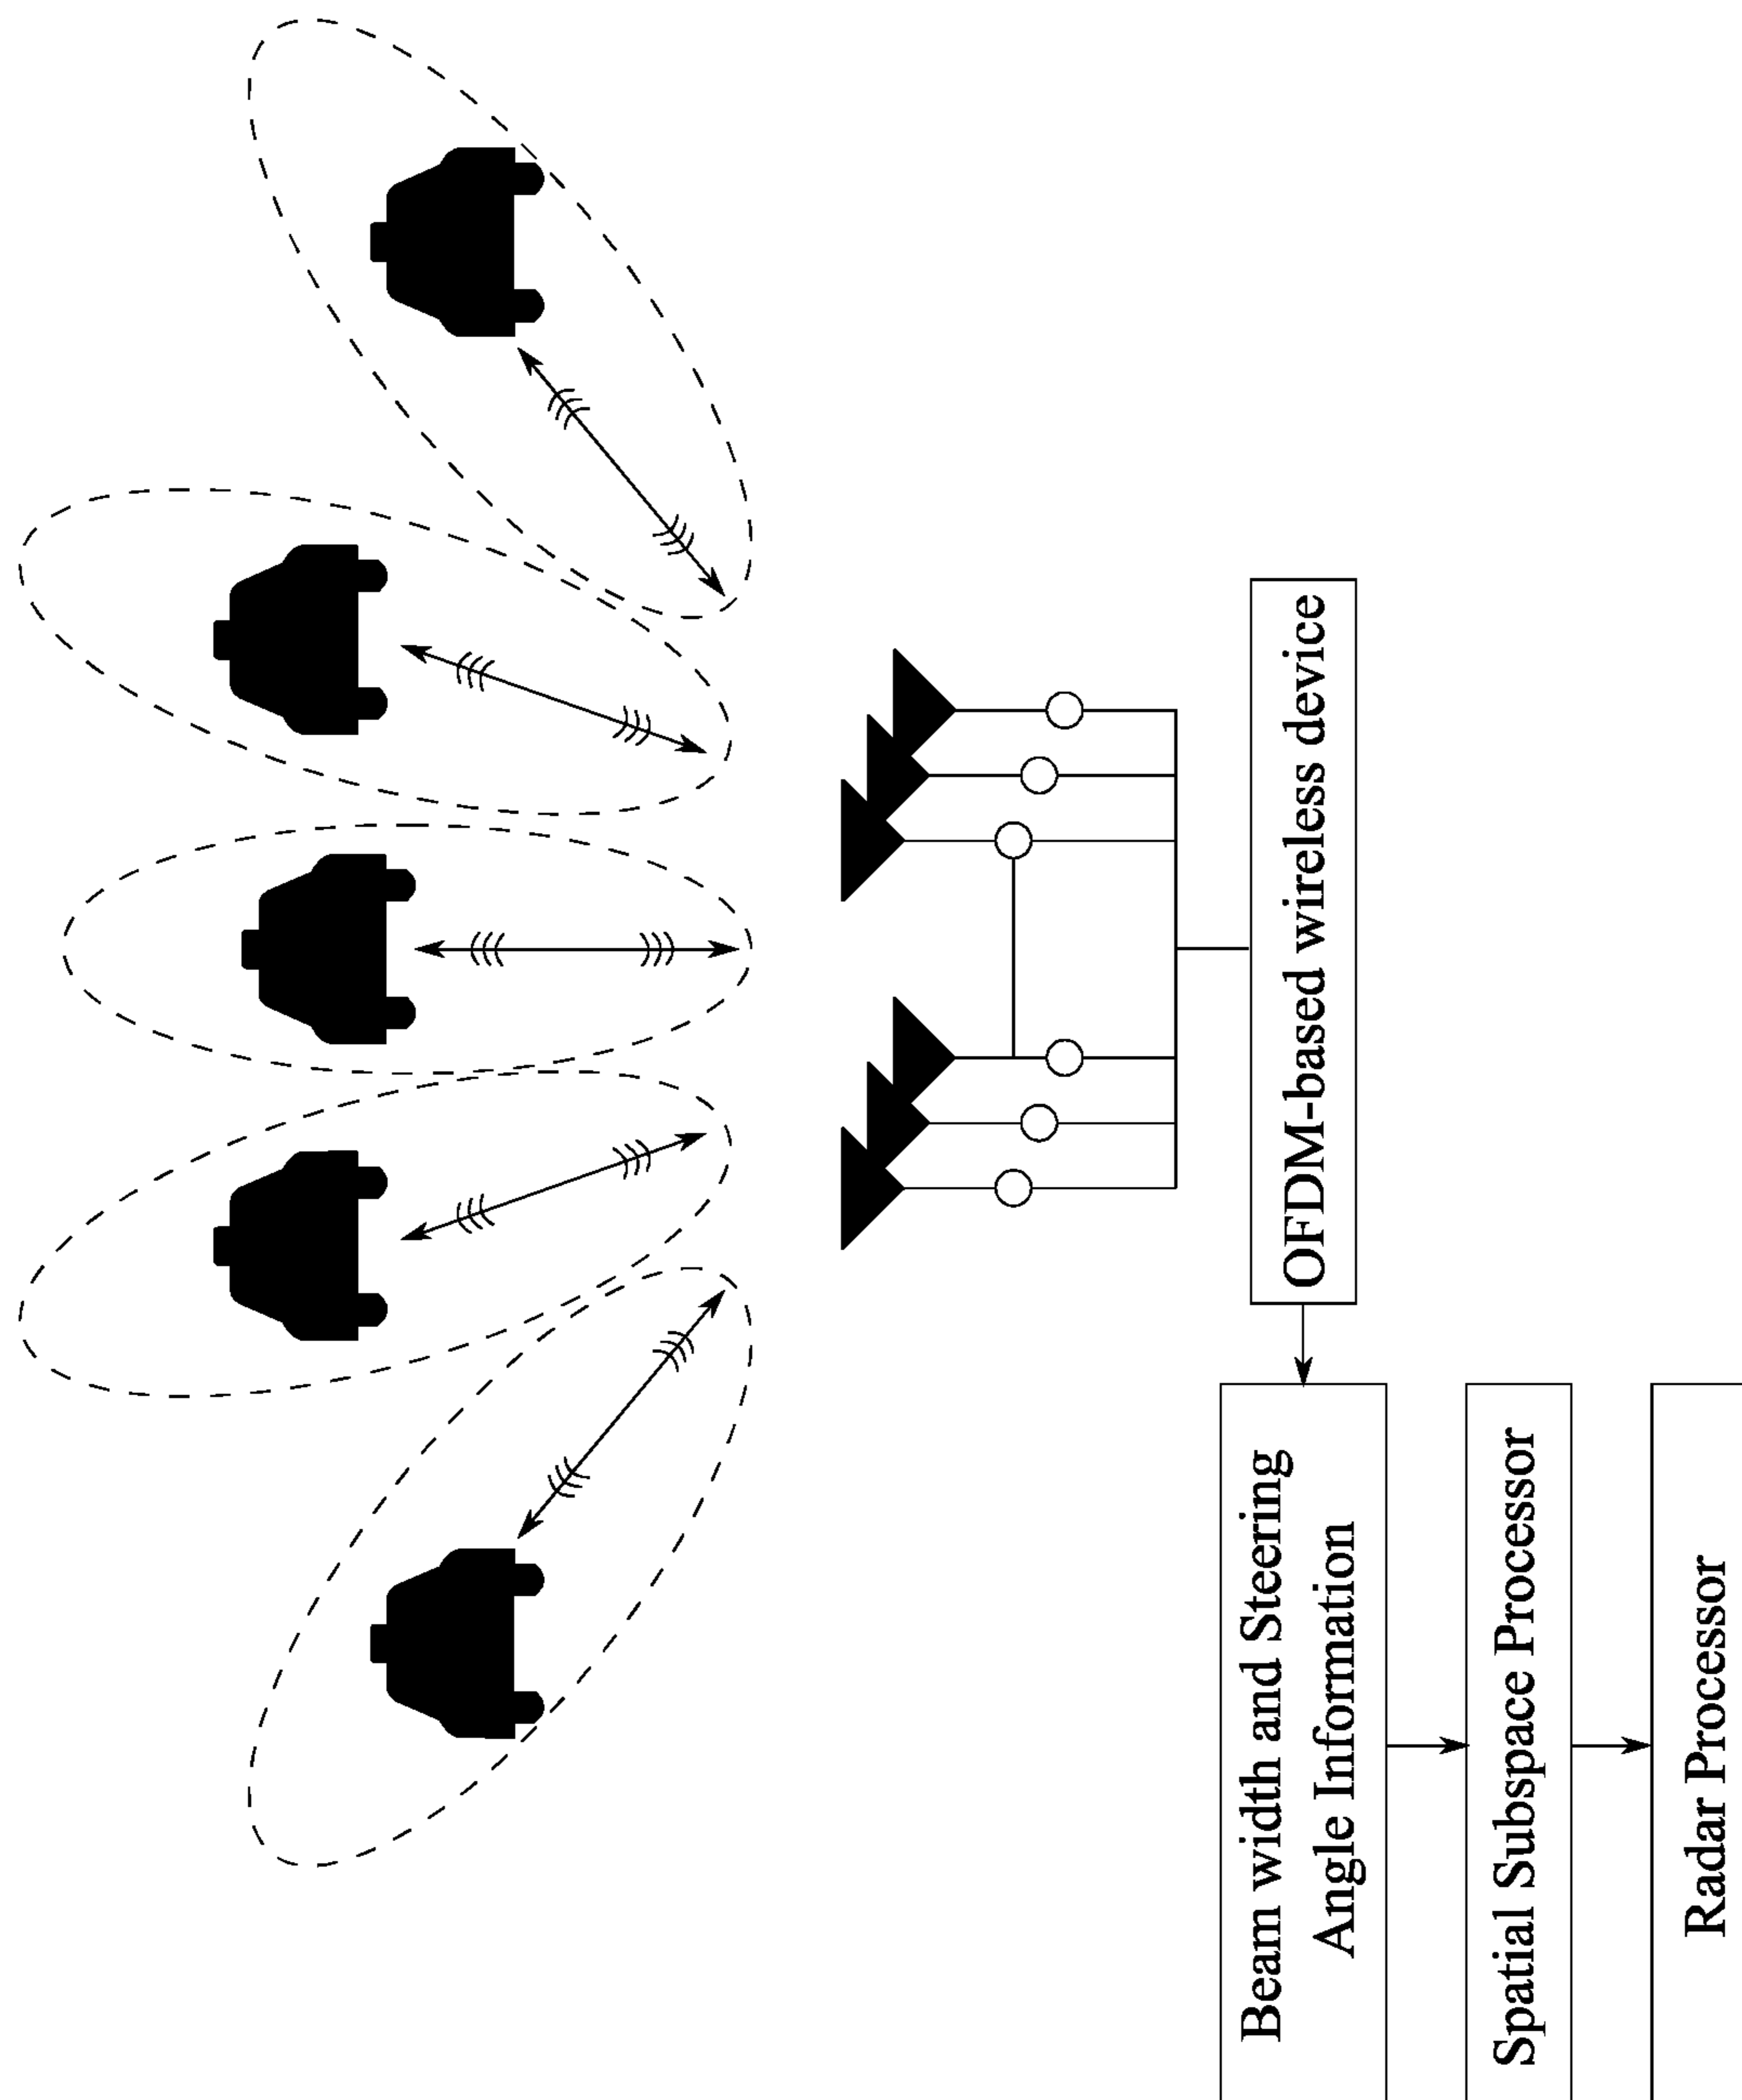 OFDM-based wireless device
Beam width and Steering
Angle Information
Spatial Subspace Processor
Radar Processor